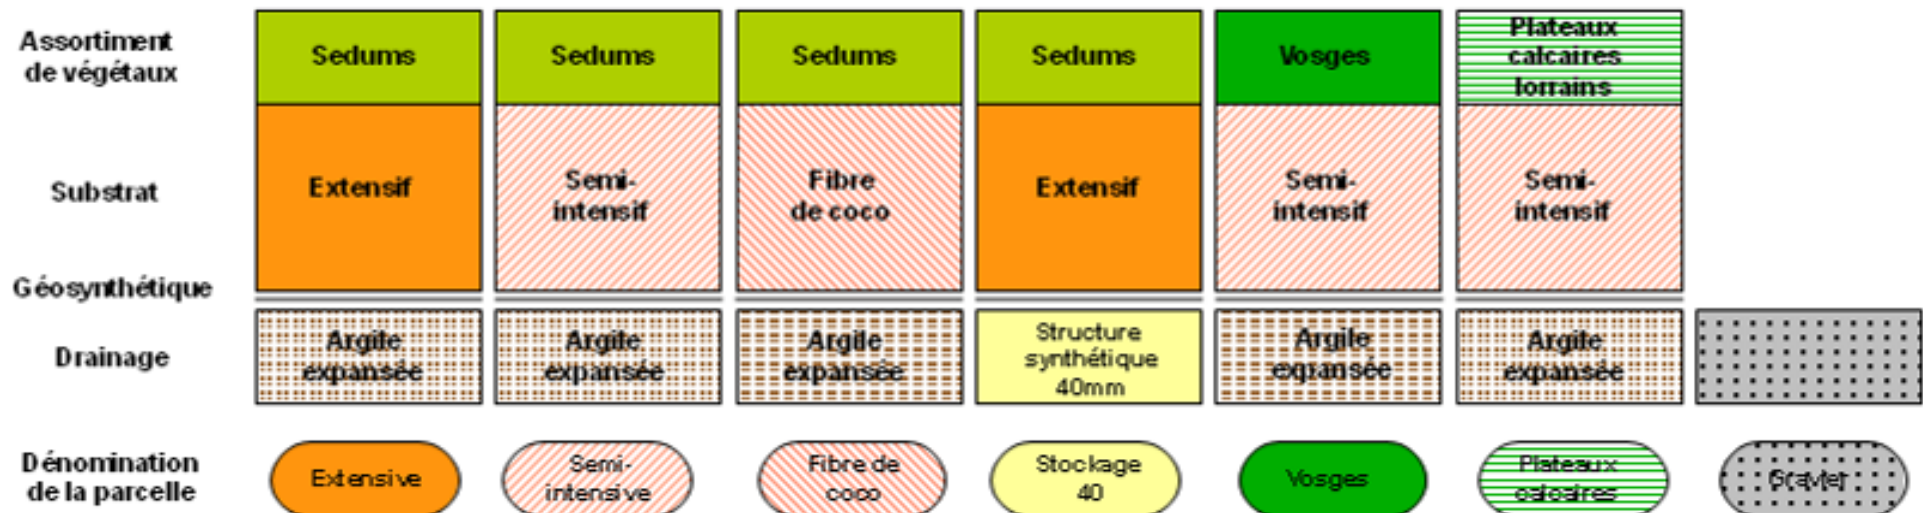 Assortiment
de végétaux
Sedums
Sedums
Sedums
Sedums
Vosges
Plateaux
calcaires
lorrains
Substrat
Extensif
Semi-
intensif
Fibre
de coco
Extensif
Semi-
intensif
Semi-
intensif
Géosynthétique
Drainage
Argile
expansée
Argile
expansée
Argile
expansée
Structure
synthétique
40mm
Argile
expansée
Argile
expansée
Dénomination
de la parcelle
Extensive
Semi-
intensive
Fibre de
coco
Stockage
40
Vosges
Plateaux
calcaires
Gravier